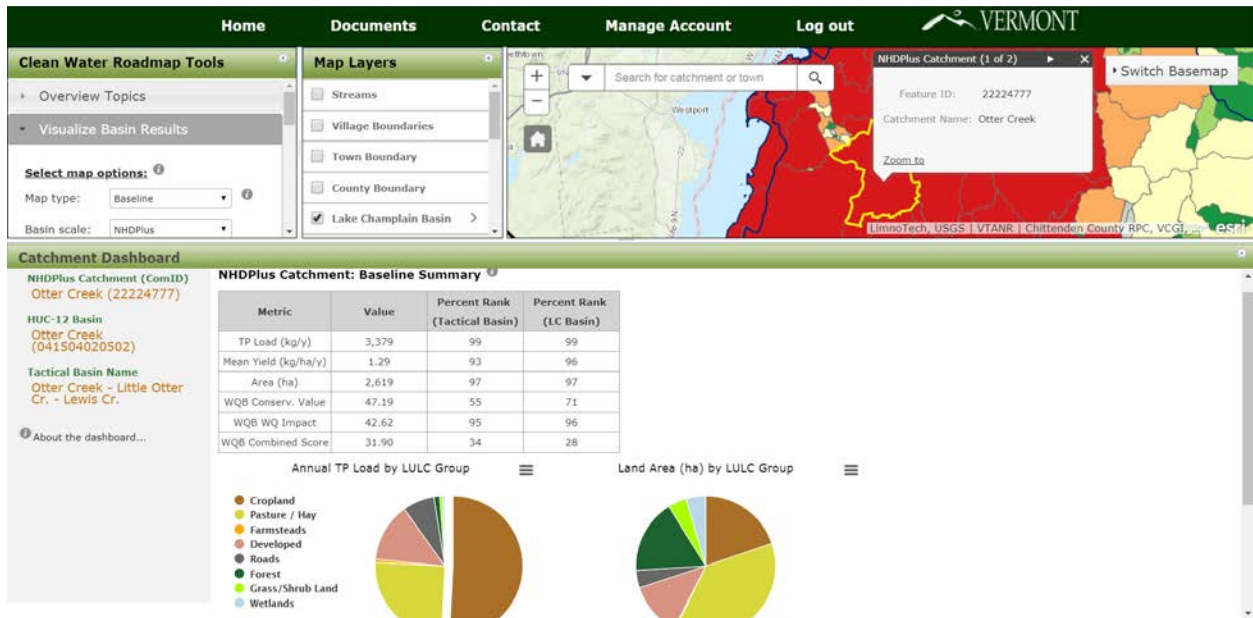 Home Documents Contact Manage Account Log out VERMONT
Clean Water Roadmap Tools
Overview Topics
Visualize Basin Results
Select map options:
Map type: Baseline
Basin scale: NHDPlus
Map Layers
Streams
Village Boundaries
Town Boundary
County Boundary
Lake Champlain Basin >
+
Search for catchment or town
−
Westport
NHDPlus Catchment (1 of 2)
Feature ID: 22224777
Catchment Name: Otter Creek
Zoom to
Switch Basemap
LimnoTech, USGS | VTANR | Chittenden County RPC, VCGI, ... esri
Catchment Dashboard
NHDPlus Catchment (ComID)
Otter Creek (22224777)
HUC-12 Basin
Otter Creek
(041504020502)
Tactical Basin Name
Otter Creek - Little Otter
Cr. - Lewis Cr.
About the dashboard...
NHDPlus Catchment: Baseline Summary
Metric Value Percent Rank (Tactical Basin) Percent Rank (LC Basin)
TP Load (kg/y) 3,379 99 99
Mean Yield (kg/ha/y) 1.29 93 96
Area (ha) 2,619 97 97
WQB Conserv. Value 47.19 55 71
WQB WQ Impact 42.62 95 96
WQB Combined Score 31.90 34 28
Annual TP Load by LULC Group
Land Area (ha) by LULC Group
Cropland
Pasture / Hay
Farmsteads
Developed
Roads
Forest
Grass/Shrub Land
Wetlands